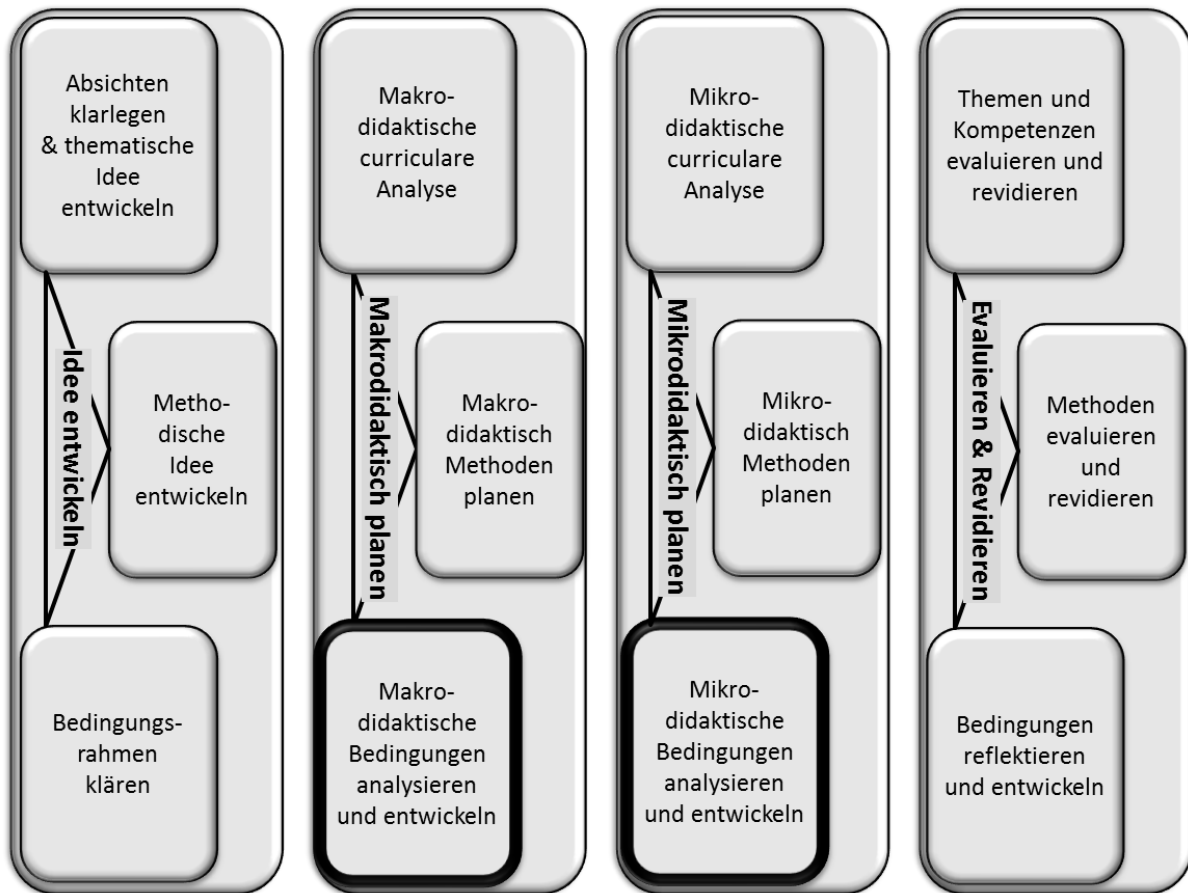 Absichten
klarlegen
& thematische
Idee
entwickeln
Idee entwickeln
Metho-
dische
Idee
entwickeln
Bedingungs-
rahmen
klären
Makro-
didaktische
curriculare
Analyse
Makrodidaktisch planen
Makro-
didaktisch
Methoden
planen
Makro-
didaktische
Bedingungen
analysieren
und entwickeln
Mikro-
didaktische
curriculare
Analyse
Mikrodidaktisch planen
Mikro-
didaktisch
Methoden
planen
Mikro-
didaktische
Bedingungen
analysieren
und entwickeln
Themen und
Kompetenzen
evaluieren und
revidieren
Evaluieren & Revidieren
Methoden
evaluieren
und
revidieren
Bedingungen
reflektieren
und entwickeln